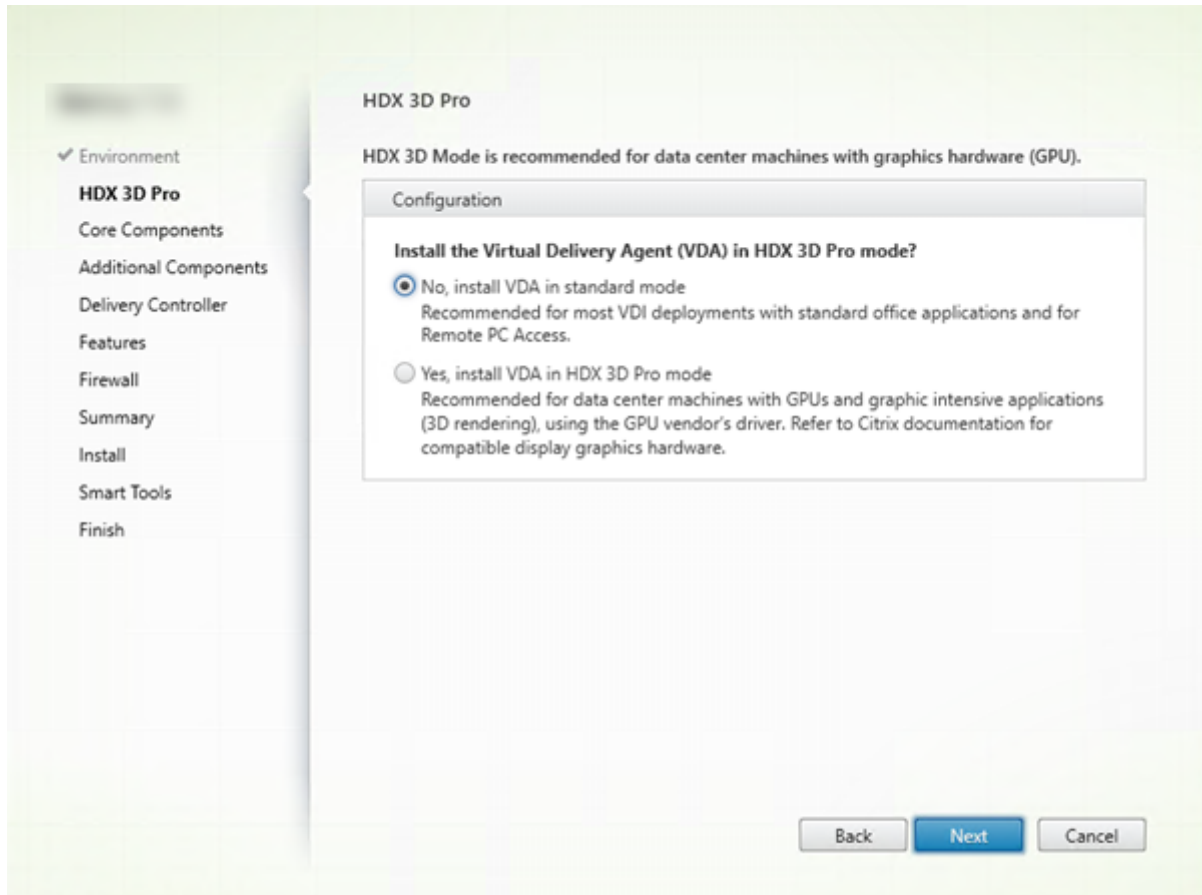 HDX 3D Pro
Environment
HDX 3D Pro
Core Components
Additional Components
Delivery Controller
Features
Firewall
Summary
Install
Smart Tools
Finish
HDX 3D Mode is recommended for data center machines with graphics hardware (GPU).
Configuration
Install the Virtual Delivery Agent (VDA) in HDX 3D Pro mode?
No, install VDA in standard mode
Recommended for most VDI deployments with standard office applications and for
Remote PC Access.
Yes, install VDA in HDX 3D Pro mode
Recommended for data center machines with GPUs and graphic intensive applications
(3D rendering), using the GPU vendor's driver. Refer to Citrix documentation for
compatible display graphics hardware.
Back
Next
Cancel